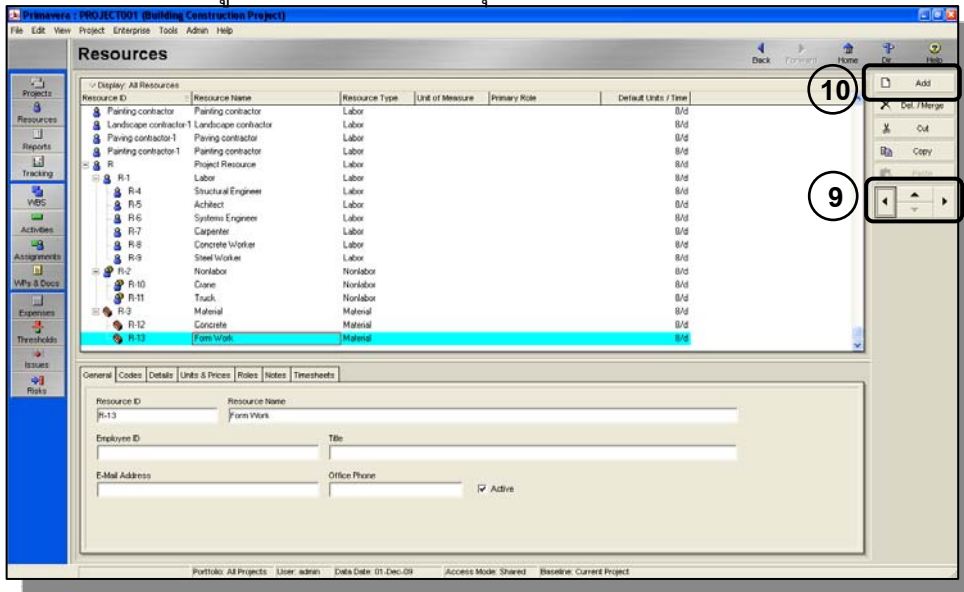 Primavera : PROJECT001 (Building Construction Project)
File Edit View Project Enterprise Tools Admin Help
Resources
Back Forward Home Dir. Help
Projects
Resources
Reports
Tracking
WBS
Activities
Assignments
WPs & Docs
Expenses
Thresholds
Issues
Risks
Display: All Resources
Resource ID Resource Name Resource Type Unit of Measure Primary Role Default Units / Time
Painting contractor Painting contractor Labor 8/d
Landscape contractor-1 Landscape contractor Labor 8/d
Paving contractor-1 Paving contractor Labor 8/d
Painting contractor-1 Painting contractor Labor 8/d
R Project Resource Labor 8/d
R-1 Labor Labor 8/d
R-4 Structural Engineer Labor 8/d
R-5 Achitect Labor 8/d
R-6 Systems Engineer Labor 8/d
R-7 Carpenter Labor 8/d
R-8 Concrete Worker Labor 8/d
R-9 Steel Worker Labor 8/d
R-2 Nonlabor Nonlabor 8/d
R-10 Crane Nonlabor 8/d
R-11 Truck Nonlabor 8/d
R-3 Material Material 8/d
R-12 Concrete Material 8/d
R-13 Form Work Material 8/d
10
Add
Del. / Merge
Cut
Copy
Paste
9
General Codes Details Units & Prices Roles Notes Timesheets
Resource ID Resource Name
R-13 Form Work
Employee ID Title
E-Mail Address Office Phone
Active
Portfolio: All Projects User: admin Data Date: 01-Dec-09 Access Mode: Shared Baseline: Current Project